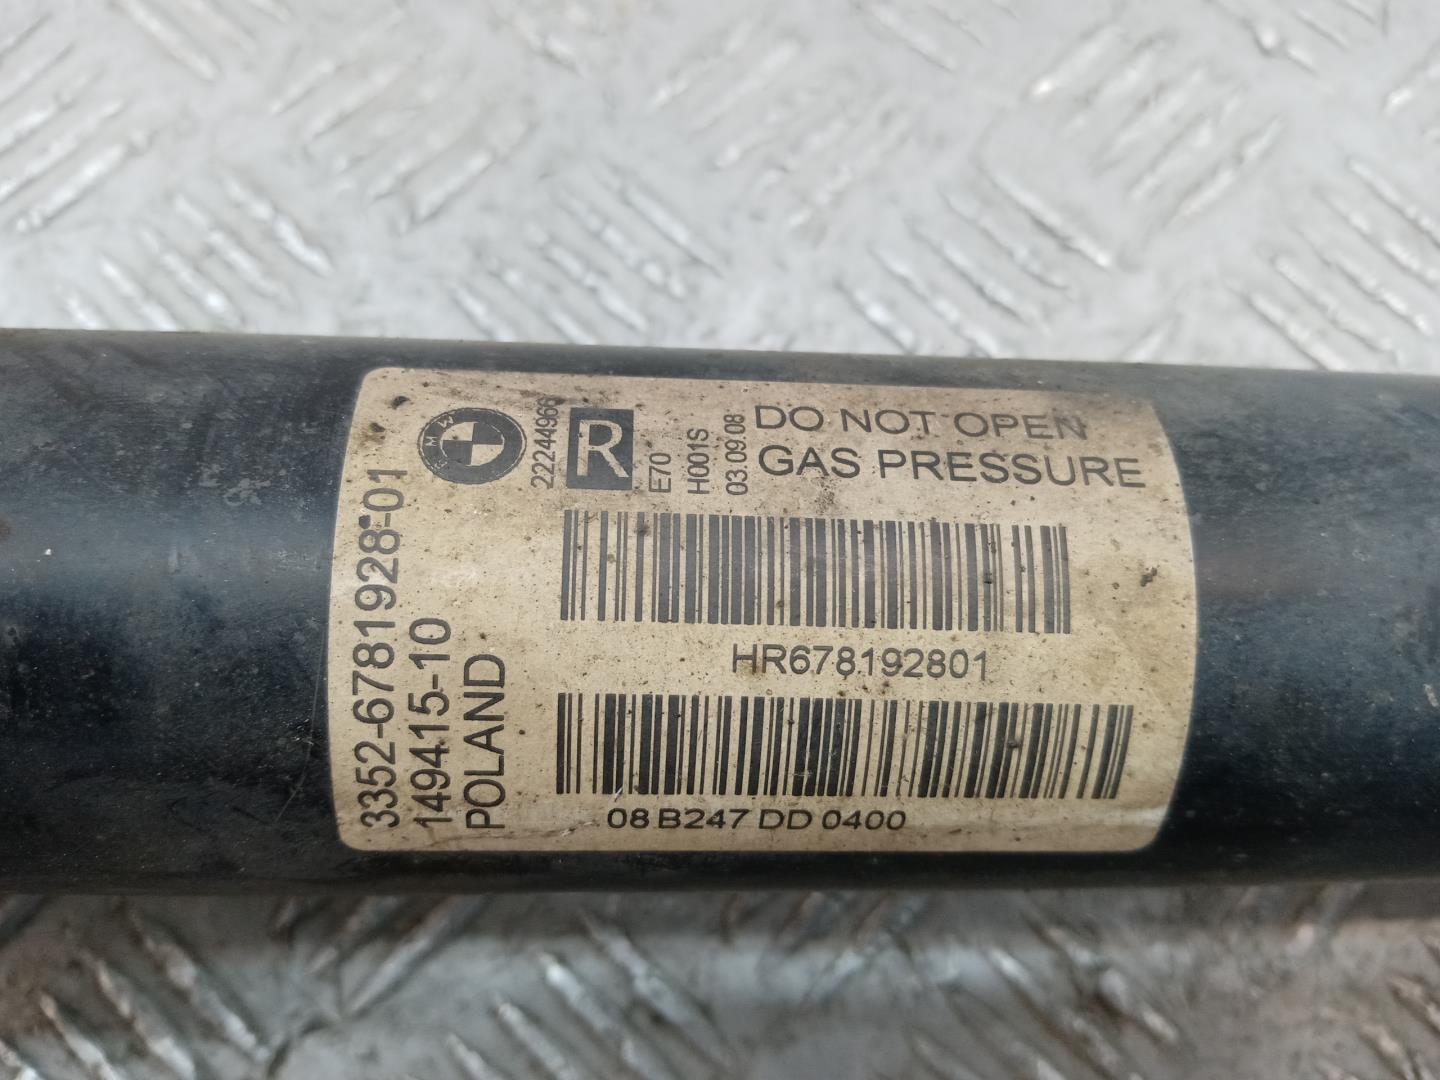 BMW
22244966
R
E70
H001S
03.09.08
DO NOT OPEN
GAS PRESSURE
3352-6781928-01
149415-10
POLAND
HR678192801
08 B247 DD 0400